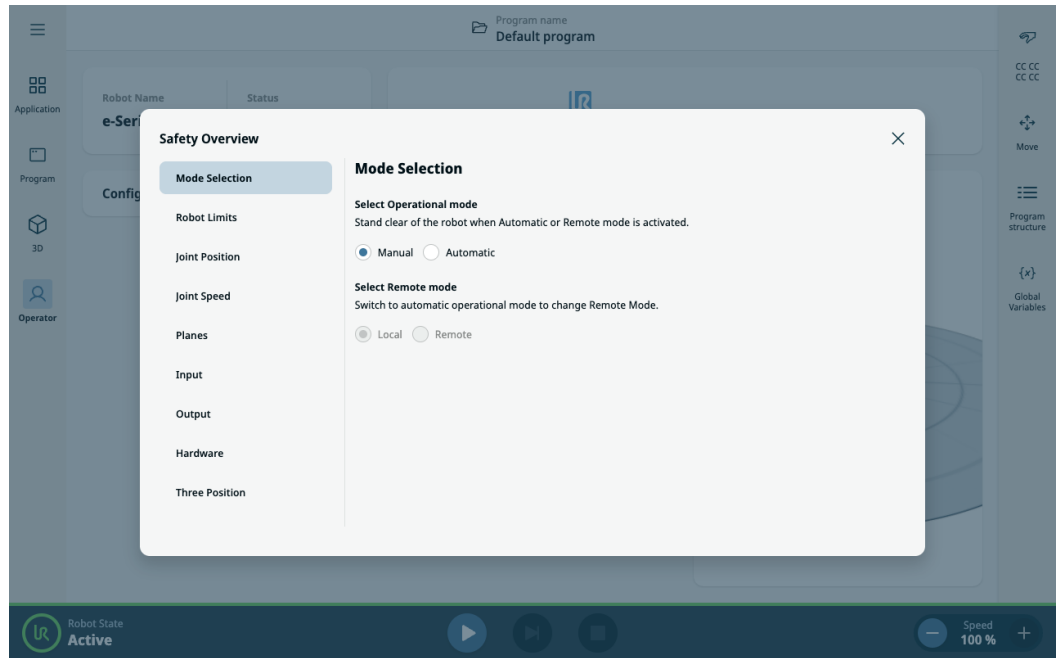 Program name
Default program
CC CC
CC CC
Application
Robot Name
Status
e-Seri
Safety Overview
Mode Selection
Mode Selection
Move
Program
Config
Select Operational mode
Stand clear of the robot when Automatic or Remote mode is activated.
Robot Limits
Program
structure
3D
Joint Position
Manual
Automatic
Joint Speed
Select Remote mode
Switch to automatic operational mode to change Remote Mode.
Global
Variables
{x}
Operator
Planes
Local
Remote
Input
Output
Hardware
Three Position
Robot State
Active
Speed
100 %